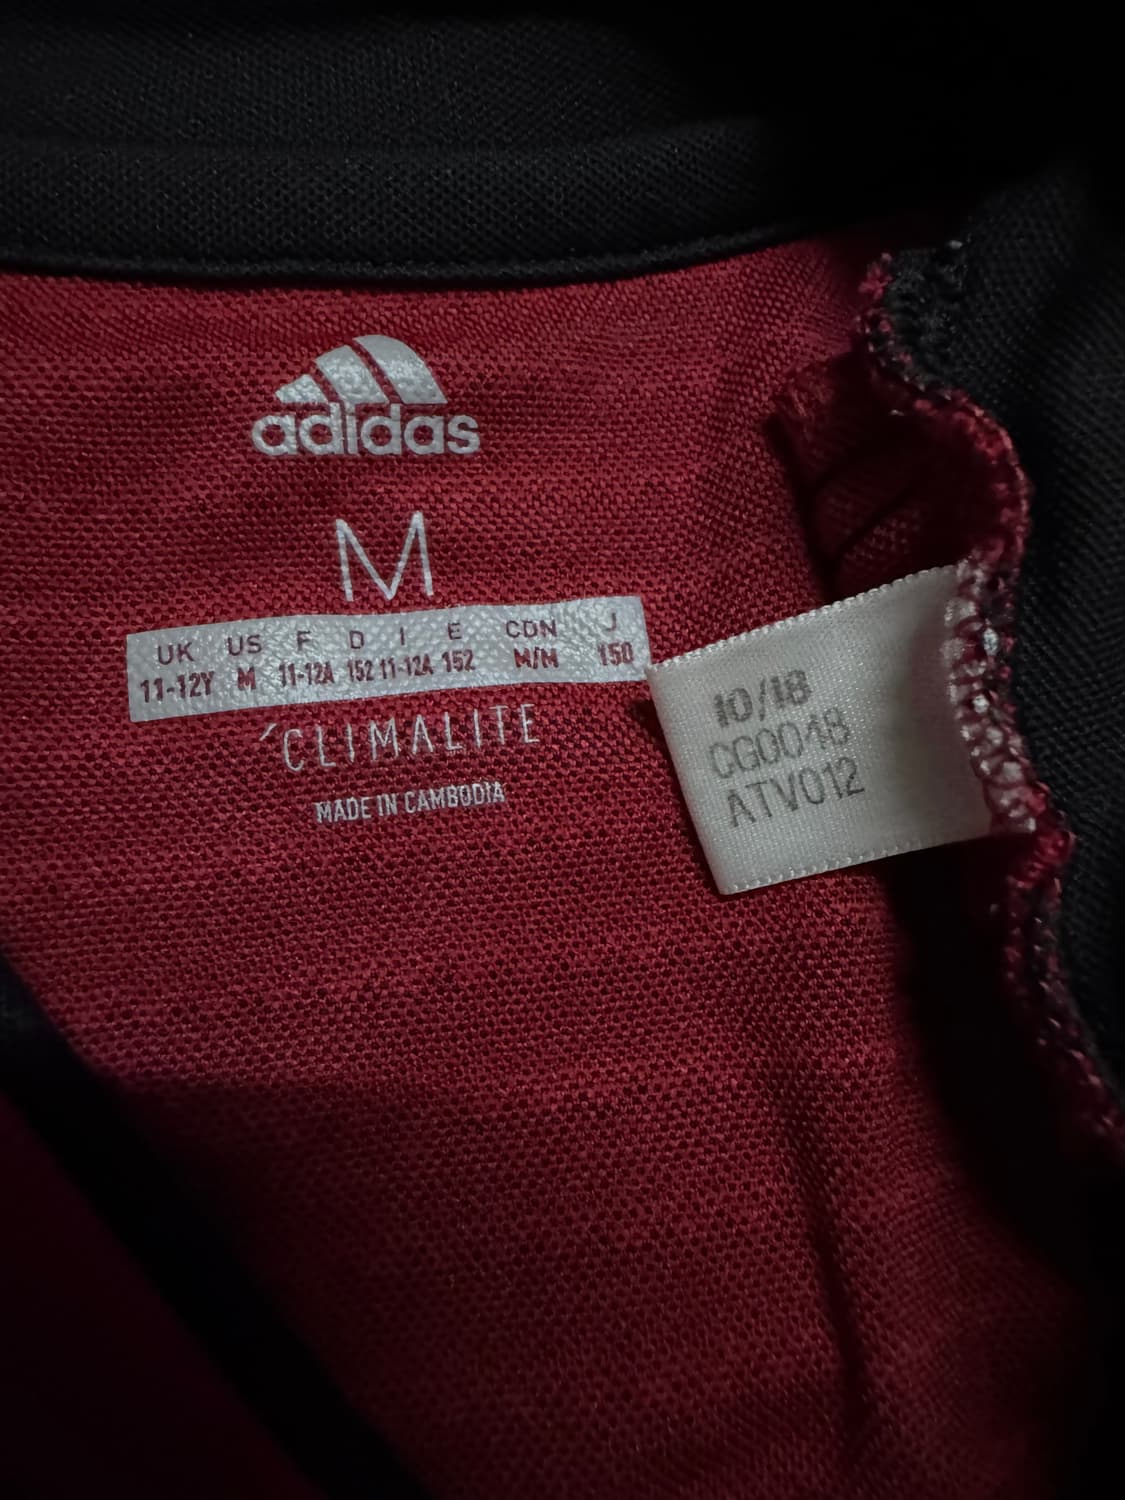 adidas
M
UK US F D I E CDN J
11-12Y M 11-12A 152 11-12A 152 M/M 150
´CLIMALITE
MADE IN CAMBODIA
10/18
CG0048
ATV012